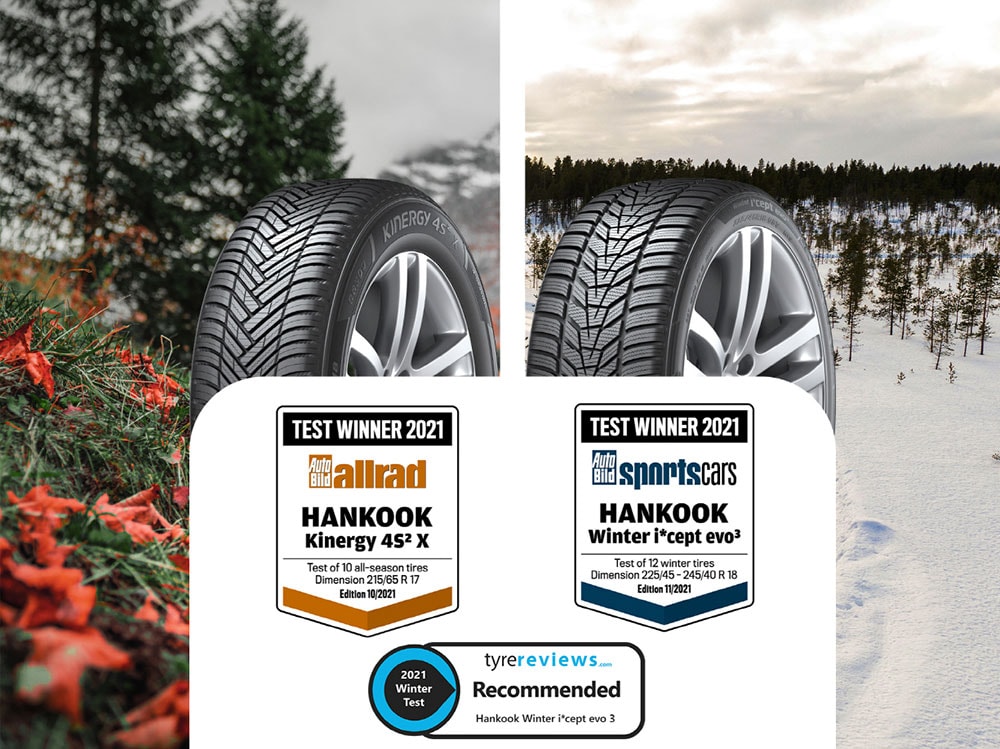 KINERGY 4S² X
i*cept
TEST WINNER 2021
Auto
Bild
allrad
HANKOOK
Kinergy 4S² X
Test of 10 all-season tires
Dimension 215/65 R 17
Edition 10/2021
TEST WINNER 2021
Auto
Bild
sportscars
HANKOOK
Winter i*cept evo³
Test of 12 winter tires
Dimension 225/45 – 245/40 R 18
Edition 11/2021
2021
Winter
Test
tyrereviews.com
Recommended
Hankook Winter i*cept evo 3